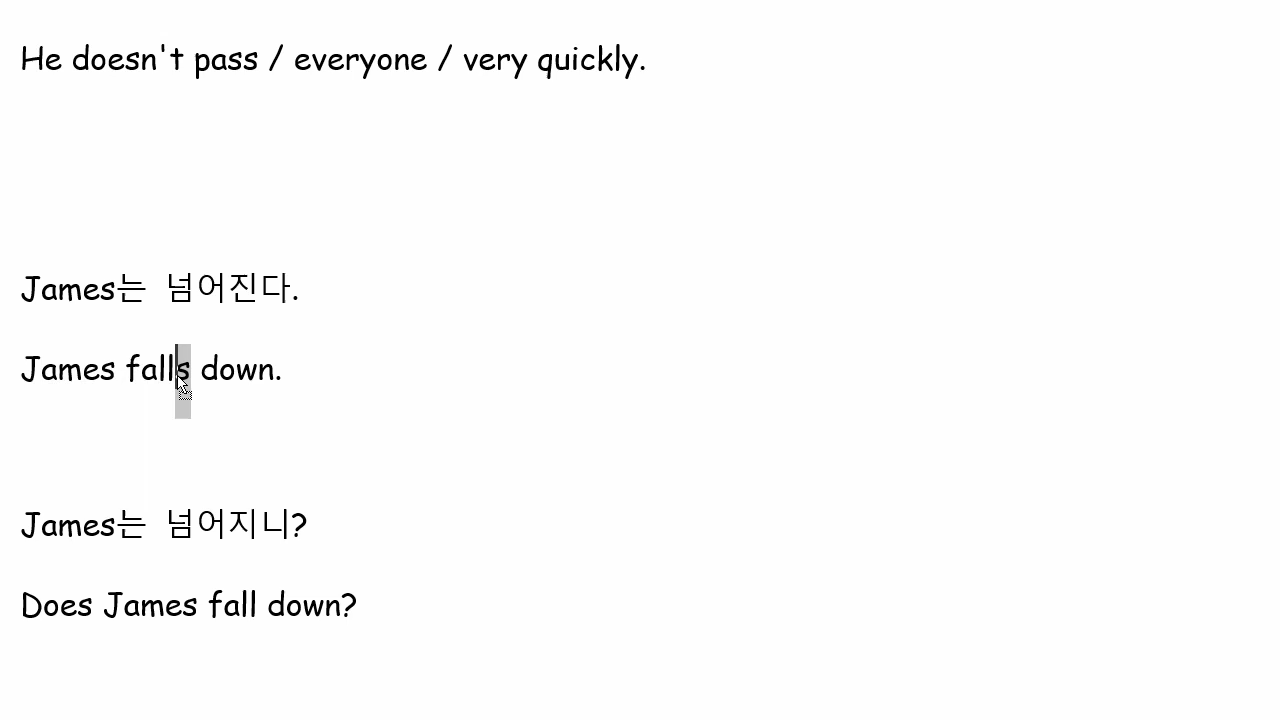 He doesn't pass / everyone / very quickly.
James는 넘어진다.
James falls down.
James는 넘어지니?
Does James fall down?